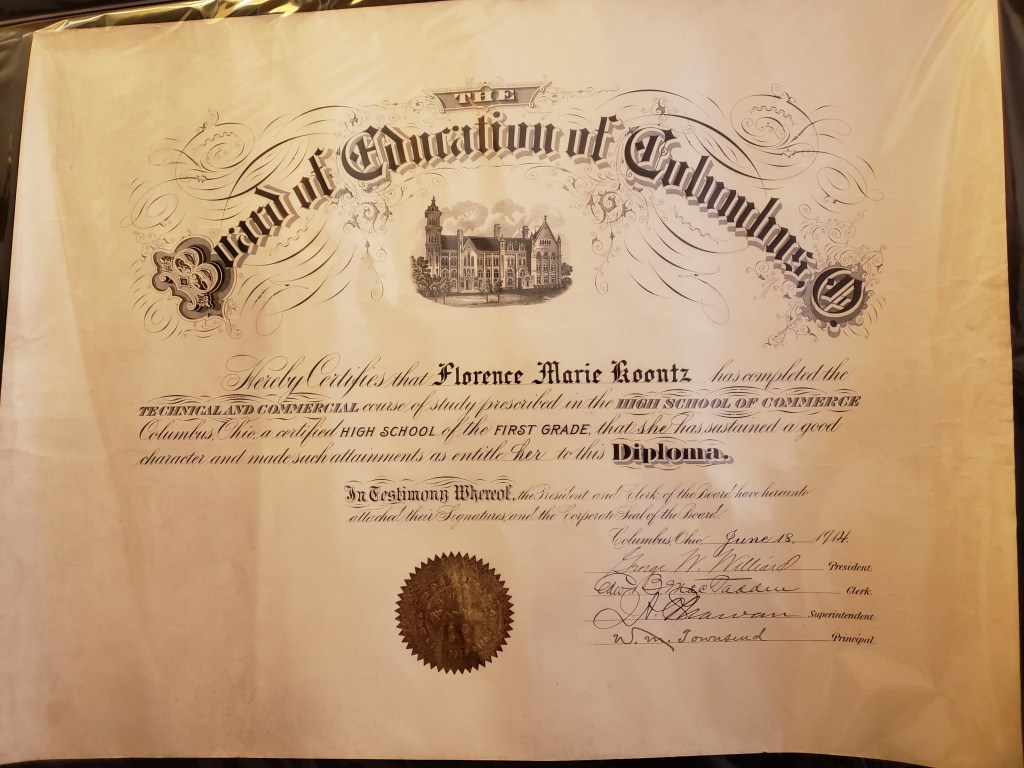 THE
Board of Education of Columbus, O.
Hereby Certifies that Florence Marie Koontz has completed the
TECHNICAL AND COMMERCIAL course of study prescribed in the HIGH SCHOOL OF COMMERCE
Columbus, Ohio, a certified HIGH SCHOOL of the FIRST GRADE, that she has sustained a good
character and made such attainments as entitle her to this Diploma.
In Testimony Whereof, the President and Clerk of the Board have hereunto
attached their Signatures, and the Corporate Seal of the Board.
Columbus, Ohio, June 18, 1914.
George W. Williard President.
Clerk.
Superintendent.
W. M. Townsend Principal.